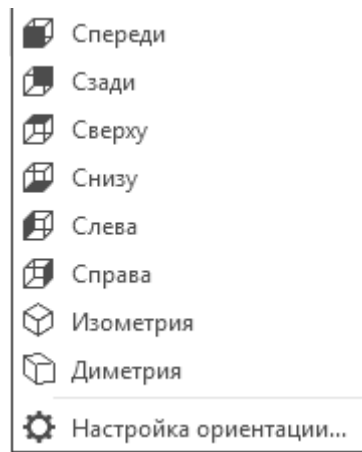 Спереди
Сзади
Сверху
Снизу
Слева
Справа
Изометрия
Диметрия
Настройка ориентации...